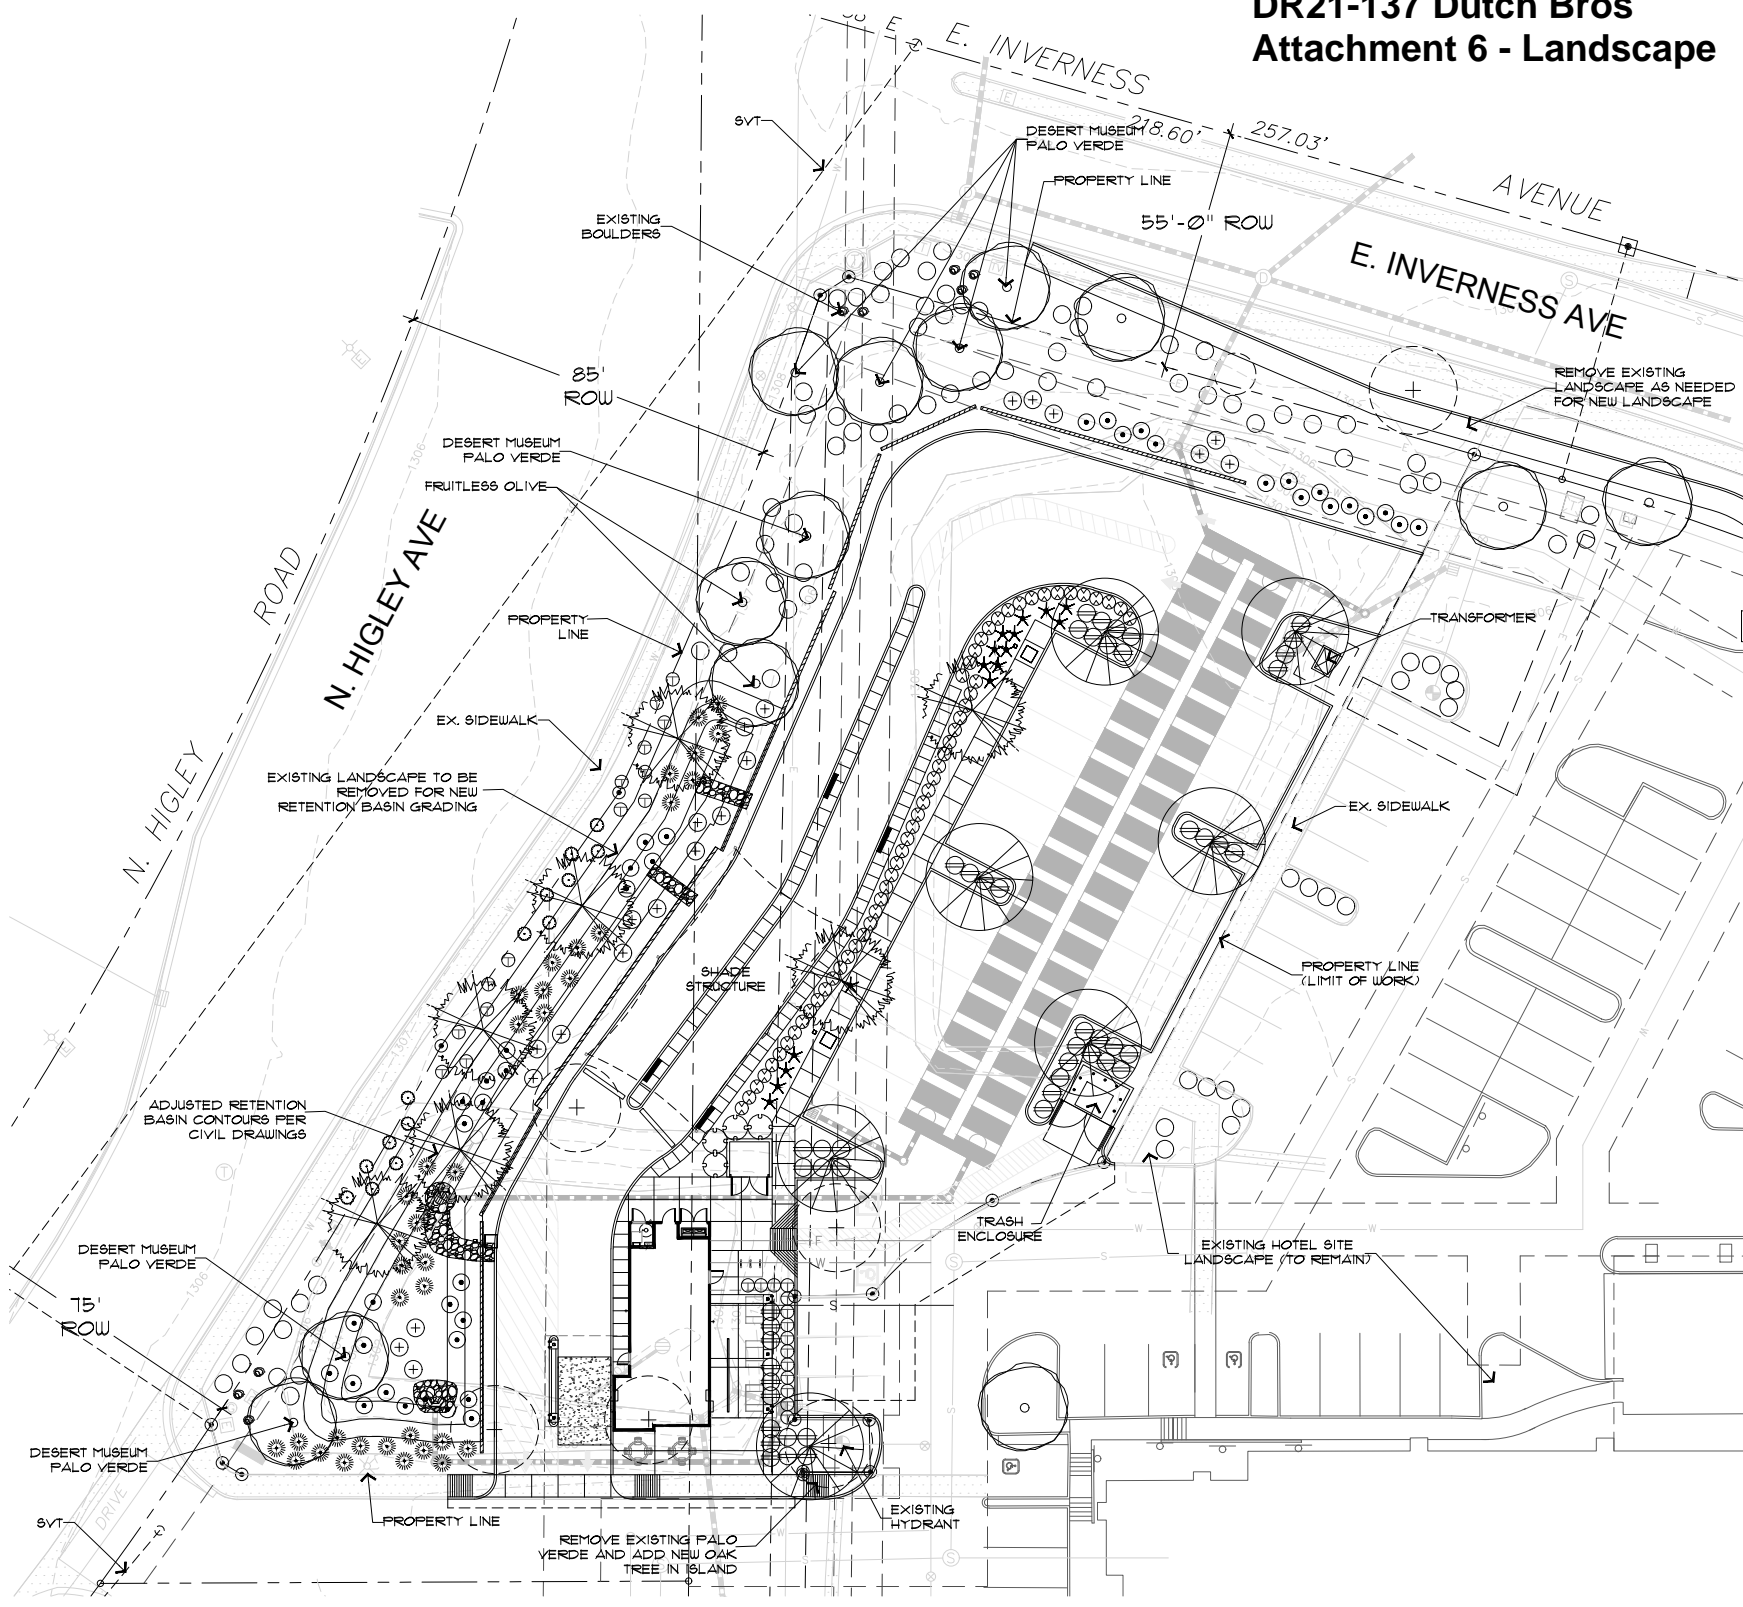 DR21-137 Dutch Bros
Attachment 6 - Landscape
E. INVERNESS
218.60'
257.03'
AVENUE
SVT
DESERT MUSEUM
PALO VERDE
PROPERTY LINE
55'-0" ROW
E. INVERNESS AVE
EXISTING
BOULDERS
85'
ROW
REMOVE EXISTING
LANDSCAPE AS NEEDED
FOR NEW LANDSCAPE
DESERT MUSEUM
PALO VERDE
FRUITLESS OLIVE
ROAD
N. HIGLEY AVE
N. HIGLEY
PROPERTY
LINE
TRANSFORMER
EX. SIDEWALK
EXISTING LANDSCAPE TO BE
REMOVED FOR NEW
RETENTION BASIN GRADING
EX. SIDEWALK
SHADE
STRUCTURE
PROPERTY LINE
(LIMIT OF WORK)
ADJUSTED RETENTION
BASIN CONTOURS PER
CIVIL DRAWINGS
TRASH
ENCLOSURE
EXISTING HOTEL SITE
LANDSCAPE (TO REMAIN)
DESERT MUSEUM
PALO VERDE
75'
ROW
DESERT MUSEUM
PALO VERDE
SVT
DRIVE
PROPERTY LINE
REMOVE EXISTING PALO
VERDE AND ADD NEW OAK
TREE IN ISLAND
EXISTING
HYDRANT